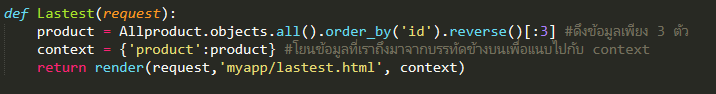 def Lastest(request):
    product = Allproduct.objects.all().order_by('id').reverse()[:3] #ดึงข้อมูลเพียง 3 ตัว
    context = {'product':product} #โยนข้อมูลที่เราดึงมาจากบรรทัดข้างบนเพื่อแนบไปกับ context
    return render(request,'myapp/lastest.html', context)